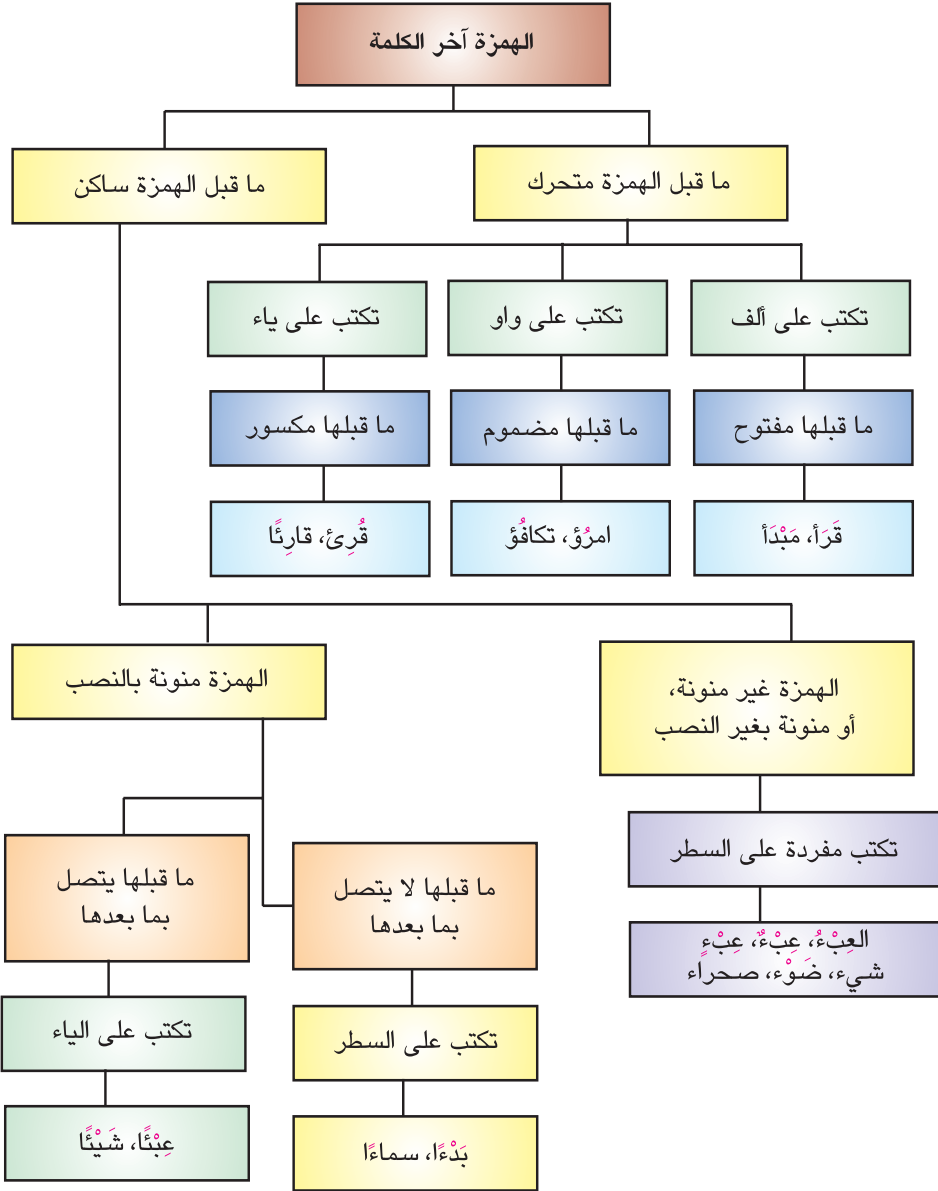 الهمزة آخر الكلمة
ما قبل الهمزة متحرك
ما قبل الهمزة ساكن
تكتب على ألف
تكتب على واو
تكتب على ياء
ما قبلها مفتوح
ما قبلها مضموم
ما قبلها مكسور
قَرَأ، مَبْدَأ
امرُؤ، تكافُؤ
قُرِئ، قارِئًا
الهمزة غير منونة،
أو منونة بغير النصب
الهمزة منونة بالنصب
تكتب مفردة على السطر
العِبْءُ، عِبْءٌ، عِبْءٍ
شيء، ضَوْء، صحراء
ما قبلها لا يتصل
بما بعدها
ما قبلها يتصل
بما بعدها
تكتب على السطر
تكتب على الياء
بَدْءًا، سماءًا
عِبْئًا، شَيْئًا